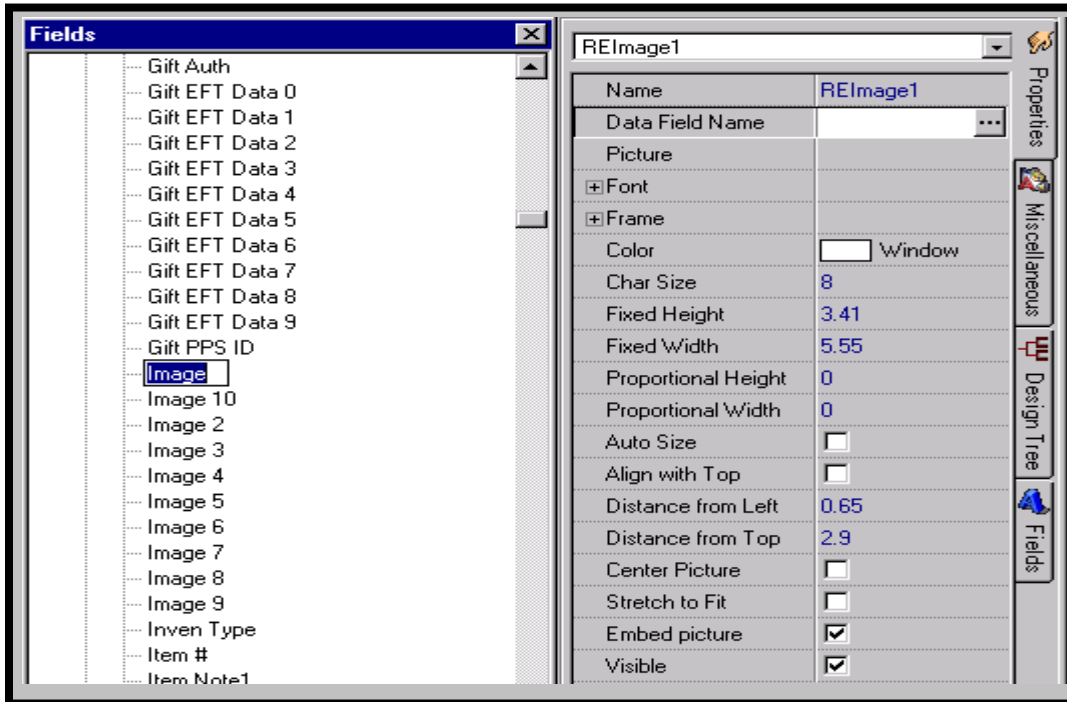 Fields
Gift Auth
Gift EFT Data 0
Gift EFT Data 1
Gift EFT Data 2
Gift EFT Data 3
Gift EFT Data 4
Gift EFT Data 5
Gift EFT Data 6
Gift EFT Data 7
Gift EFT Data 8
Gift EFT Data 9
Gift PPS ID
Image
Image 10
Image 2
Image 3
Image 4
Image 5
Image 6
Image 7
Image 8
Image 9
Inven Type
Item #
Item Note1
REImage1
Name REImage1
Data Field Name ...
Picture
Font
Frame
Color Window
Char Size 8
Fixed Height 3.41
Fixed Width 5.55
Proportional Height 0
Proportional Width 0
Auto Size
Align with Top
Distance from Left 0.65
Distance from Top 2.9
Center Picture
Stretch to Fit
Embed picture
Visible
Properties
Miscellaneous
Design Tree
Fields